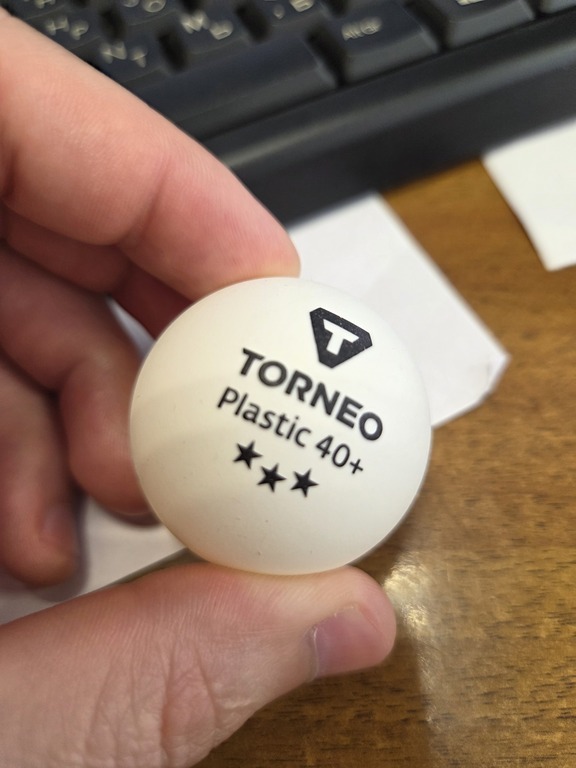 T
TORNEO
Plastic 40+
★★★